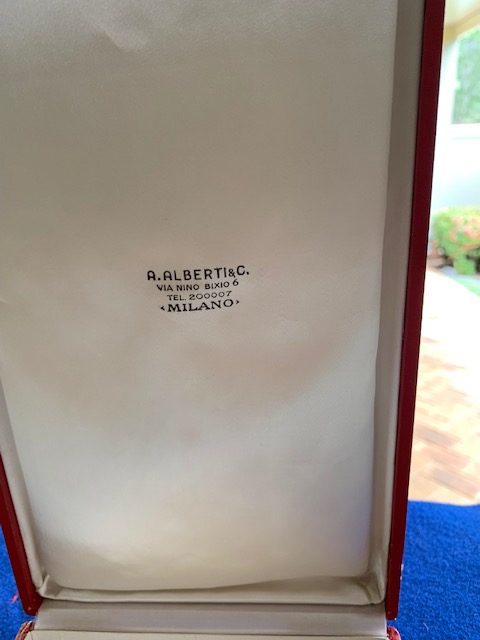 A. ALBERTI & C.
VIA NINO BIXIO 6
TEL. 200007
‹MILANO›